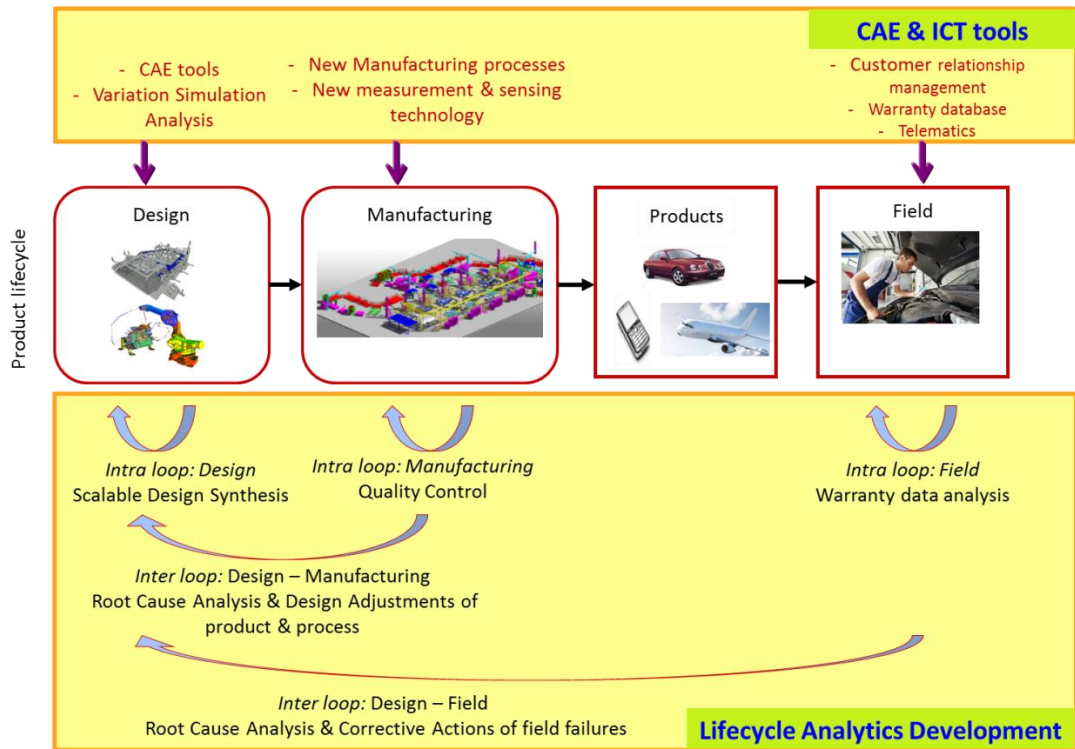 CAE & ICT tools
- CAE tools
- Variation Simulation
Analysis
- New Manufacturing processes
- New measurement & sensing
technology
- Customer relationship
management
- Warranty database
- Telematics
Product lifecycle
Design
Manufacturing
Products
Field
Intra loop: Design
Scalable Design Synthesis
Intra loop: Manufacturing
Quality Control
Intra loop: Field
Warranty data analysis
Inter loop: Design – Manufacturing
Root Cause Analysis & Design Adjustments of
product & process
Inter loop: Design – Field
Root Cause Analysis & Corrective Actions of field failures
Lifecycle Analytics Development